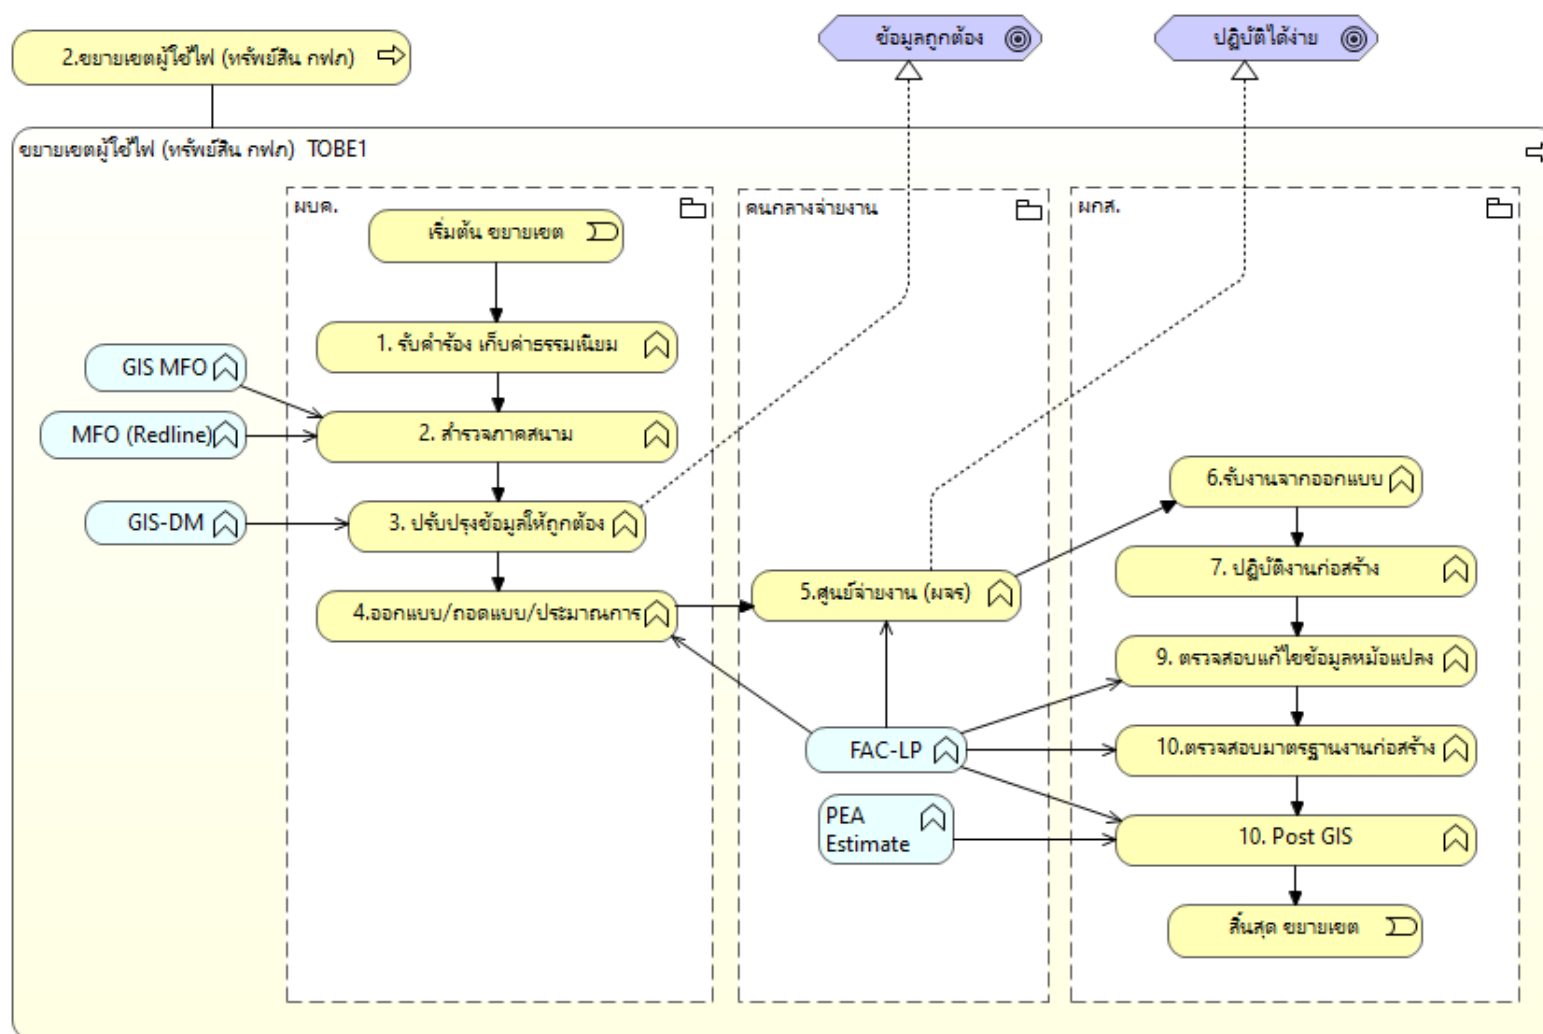 ข้อมูลถูกต้อง
ปฏิบัติได้ง่าย
2.ขยายเขตผู้ใช้ไฟ (ทรัพย์สิน กฟภ)
ขยายเขตผู้ใช้ไฟ (ทรัพย์สิน กฟภ) TOBE1
ผบค.
เริ่มต้น ขยายเขต
1. รับคำร้อง เก็บค่าธรรมเนียม
GIS MFO
MFO (Redline)
2. สำรวจภาคสนาม
GIS-DM
3. ปรับปรุงข้อมูลให้ถูกต้อง
4.ออกแบบ/ถอดแบบ/ประมาณการ
คนกลางจ่ายงาน
5.ศูนย์จ่ายงาน (ผจร)
FAC-LP
PEA
Estimate
ผกส.
6.รับงานจากออกแบบ
7. ปฏิบัติงานก่อสร้าง
9. ตรวจสอบแก้ไขข้อมูลหม้อแปลง
10.ตรวจสอบมาตรฐานงานก่อสร้าง
10. Post GIS
สิ้นสุด ขยายเขต